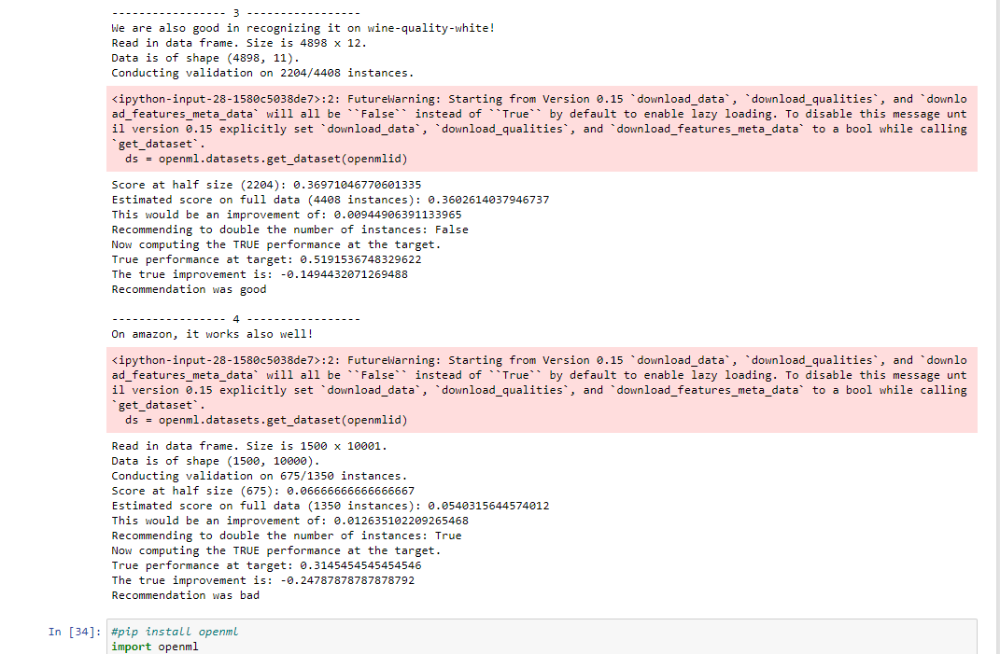 ----------------- 3 -----------------
We are also good in recognizing it on wine-quality-white!
Read in data frame. Size is 4898 x 12.
Data is of shape (4898, 11).
Conducting validation on 2204/4408 instances.
<ipython-input-28-1580c5038de7>:2: FutureWarning: Starting from Version 0.15 `download_data`, `download_qualities`, and `downlo
ad_features_meta_data` will all be ``False`` instead of ``True`` by default to enable lazy loading. To disable this message unt
il version 0.15 explicitly set `download_data`, `download_qualities`, and `download_features_meta_data` to a bool while calling
`get_dataset`.
  ds = openml.datasets.get_dataset(openmlid)
Score at half size (2204): 0.36971046770601335
Estimated score on full data (4408 instances): 0.3602614037946737
This would be an improvement of: 0.00944906391133965
Recommending to double the number of instances: False
Now computing the TRUE performance at the target.
True performance at target: 0.5191536748329622
The true improvement is: -0.1494432071269488
Recommendation was good
----------------- 4 -----------------
On amazon, it works also well!
<ipython-input-28-1580c5038de7>:2: FutureWarning: Starting from Version 0.15 `download_data`, `download_qualities`, and `downlo
ad_features_meta_data` will all be ``False`` instead of ``True`` by default to enable lazy loading. To disable this message unt
il version 0.15 explicitly set `download_data`, `download_qualities`, and `download_features_meta_data` to a bool while calling
`get_dataset`.
  ds = openml.datasets.get_dataset(openmlid)
Read in data frame. Size is 1500 x 10001.
Data is of shape (1500, 10000).
Conducting validation on 675/1350 instances.
Score at half size (675): 0.06666666666666667
Estimated score on full data (1350 instances): 0.0540315644574012
This would be an improvement of: 0.012635102209265468
Recommending to double the number of instances: True
Now computing the TRUE performance at the target.
True performance at target: 0.3145454545454546
The true improvement is: -0.24787878787878792
Recommendation was bad
In [34]: #pip install openml
import openml